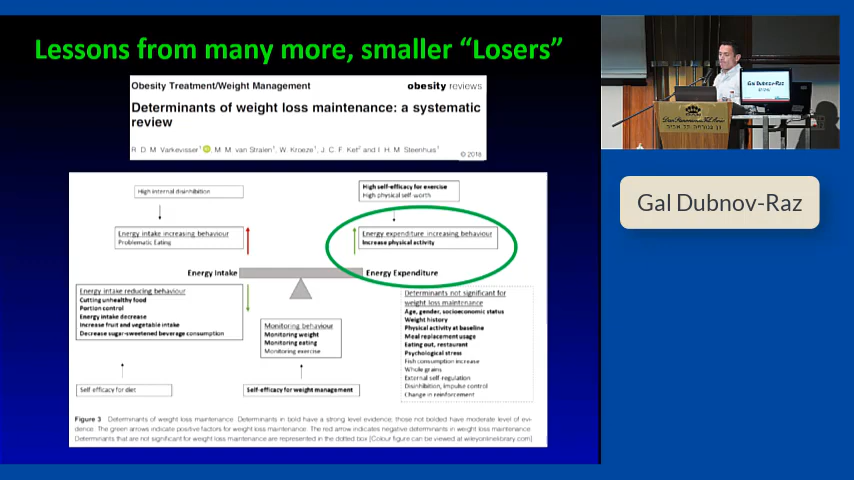 Lessons from many more, smaller “Losers”
Obesity Treatment/Weight Management
obesity reviews
Determinants of weight loss maintenance: a systematic
review
R. D. M. Varkevisser¹, M. M. van Stralen¹, W. Kroeze¹, J. C. F. Ket² and I. H. M. Steenhuis¹
© 2018
High internal disinhibition
High self-efficacy for exercise
High physical self-worth
Energy intake increasing behaviour
Problematic Eating
Energy expenditure increasing behaviour
Increase physical activity
Energy Intake
Energy Expenditure
Energy intake reducing behaviour
Cutting unhealthy food
Portion control
Energy intake decrease
Increase fruit and vegetable intake
Decrease sugar-sweetened beverage consumption
Monitoring behaviour
Monitoring weight
Monitoring eating
Monitoring exercise
Determinants not significant for
weight loss maintenance
Age, gender, socioeconomic status
Weight history
Physical activity at baseline
Meal replacement usage
Eating out, restaurant
Psychological stress
Fish consumption increase
Whole grains
External self-regulation
Disinhibition, impulse control
Change in reinforcement
Self efficacy for diet
Self-efficacy for weight management
Figure 3 Determinants of weight loss maintenance. Determinants in bold have a strong level evidence; those not bolded have moderate level of evi-
dence. The green arrows indicate positive factors for weight loss maintenance. The red arrow indicates negative determinants in weight loss maintenance.
Determinants that are not significant for weight loss maintenance are represented in the dotted box [Colour figure can be viewed at wileyonlinelibrary.com]
Gal Dubnov-Raz
Gal Dubnov-Raz